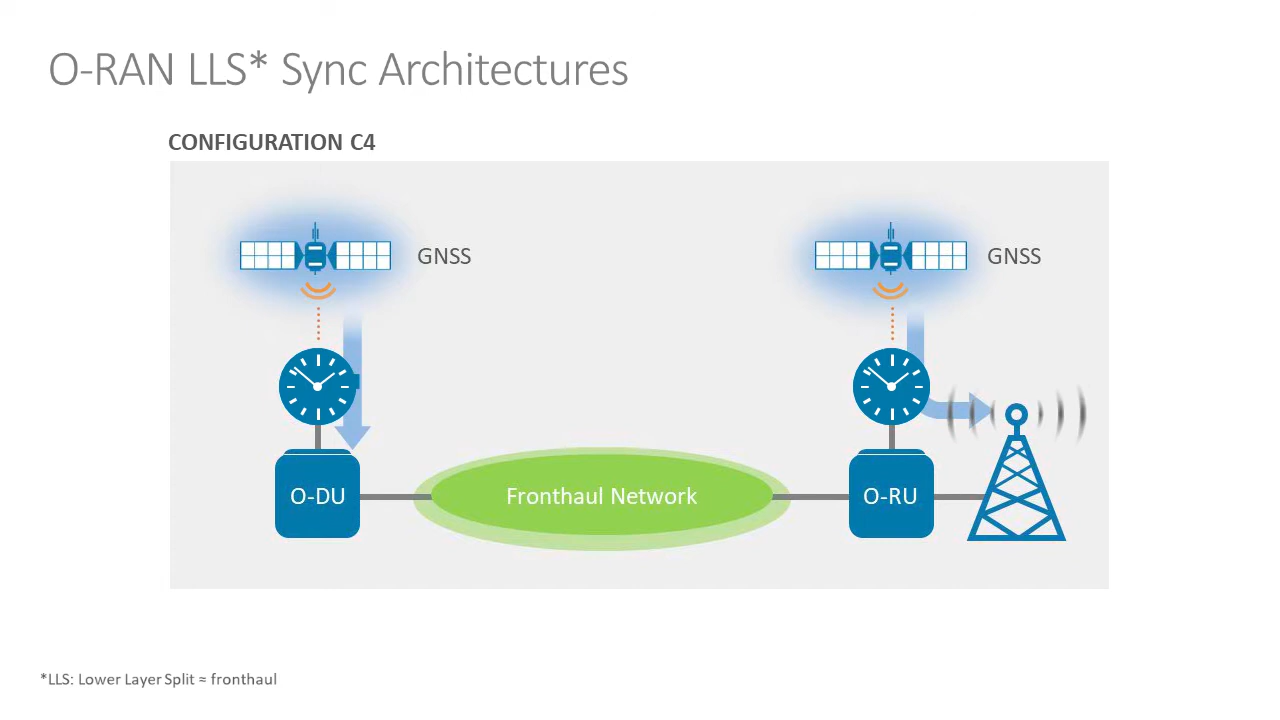 O-RAN LLS* Sync Architectures
CONFIGURATION C4
GNSS
GNSS
O-DU
Fronthaul Network
O-RU
*LLS: Lower Layer Split ≈ fronthaul